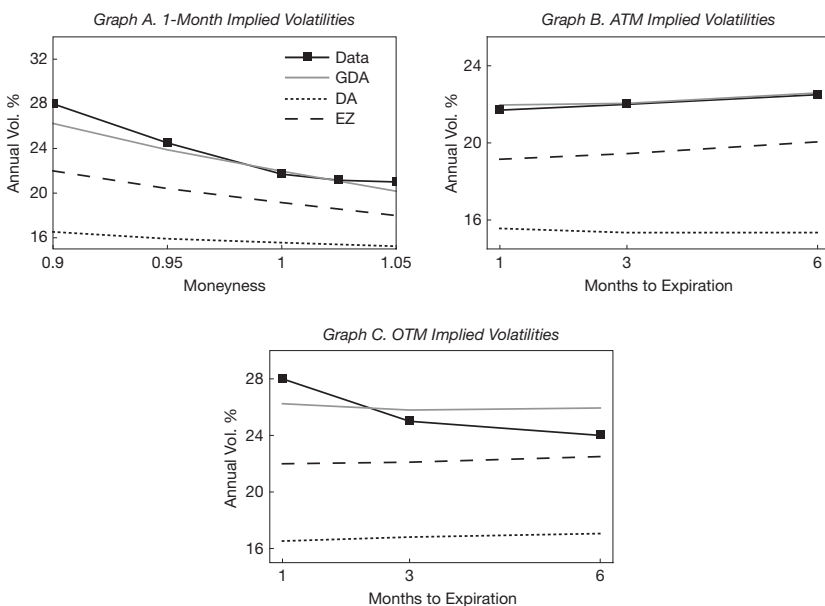 Graph A. 1-Month Implied Volatilities
Annual Vol. %
32
28
24
20
16
0.9 0.95 1 1.05
Moneyness
Data
GDA
DA
EZ
Graph B. ATM Implied Volatilities
Annual Vol. %
24
20
16
1 3 6
Months to Expiration
Graph C. OTM Implied Volatilities
Annual Vol. %
28
24
20
16
1 3 6
Months to Expiration